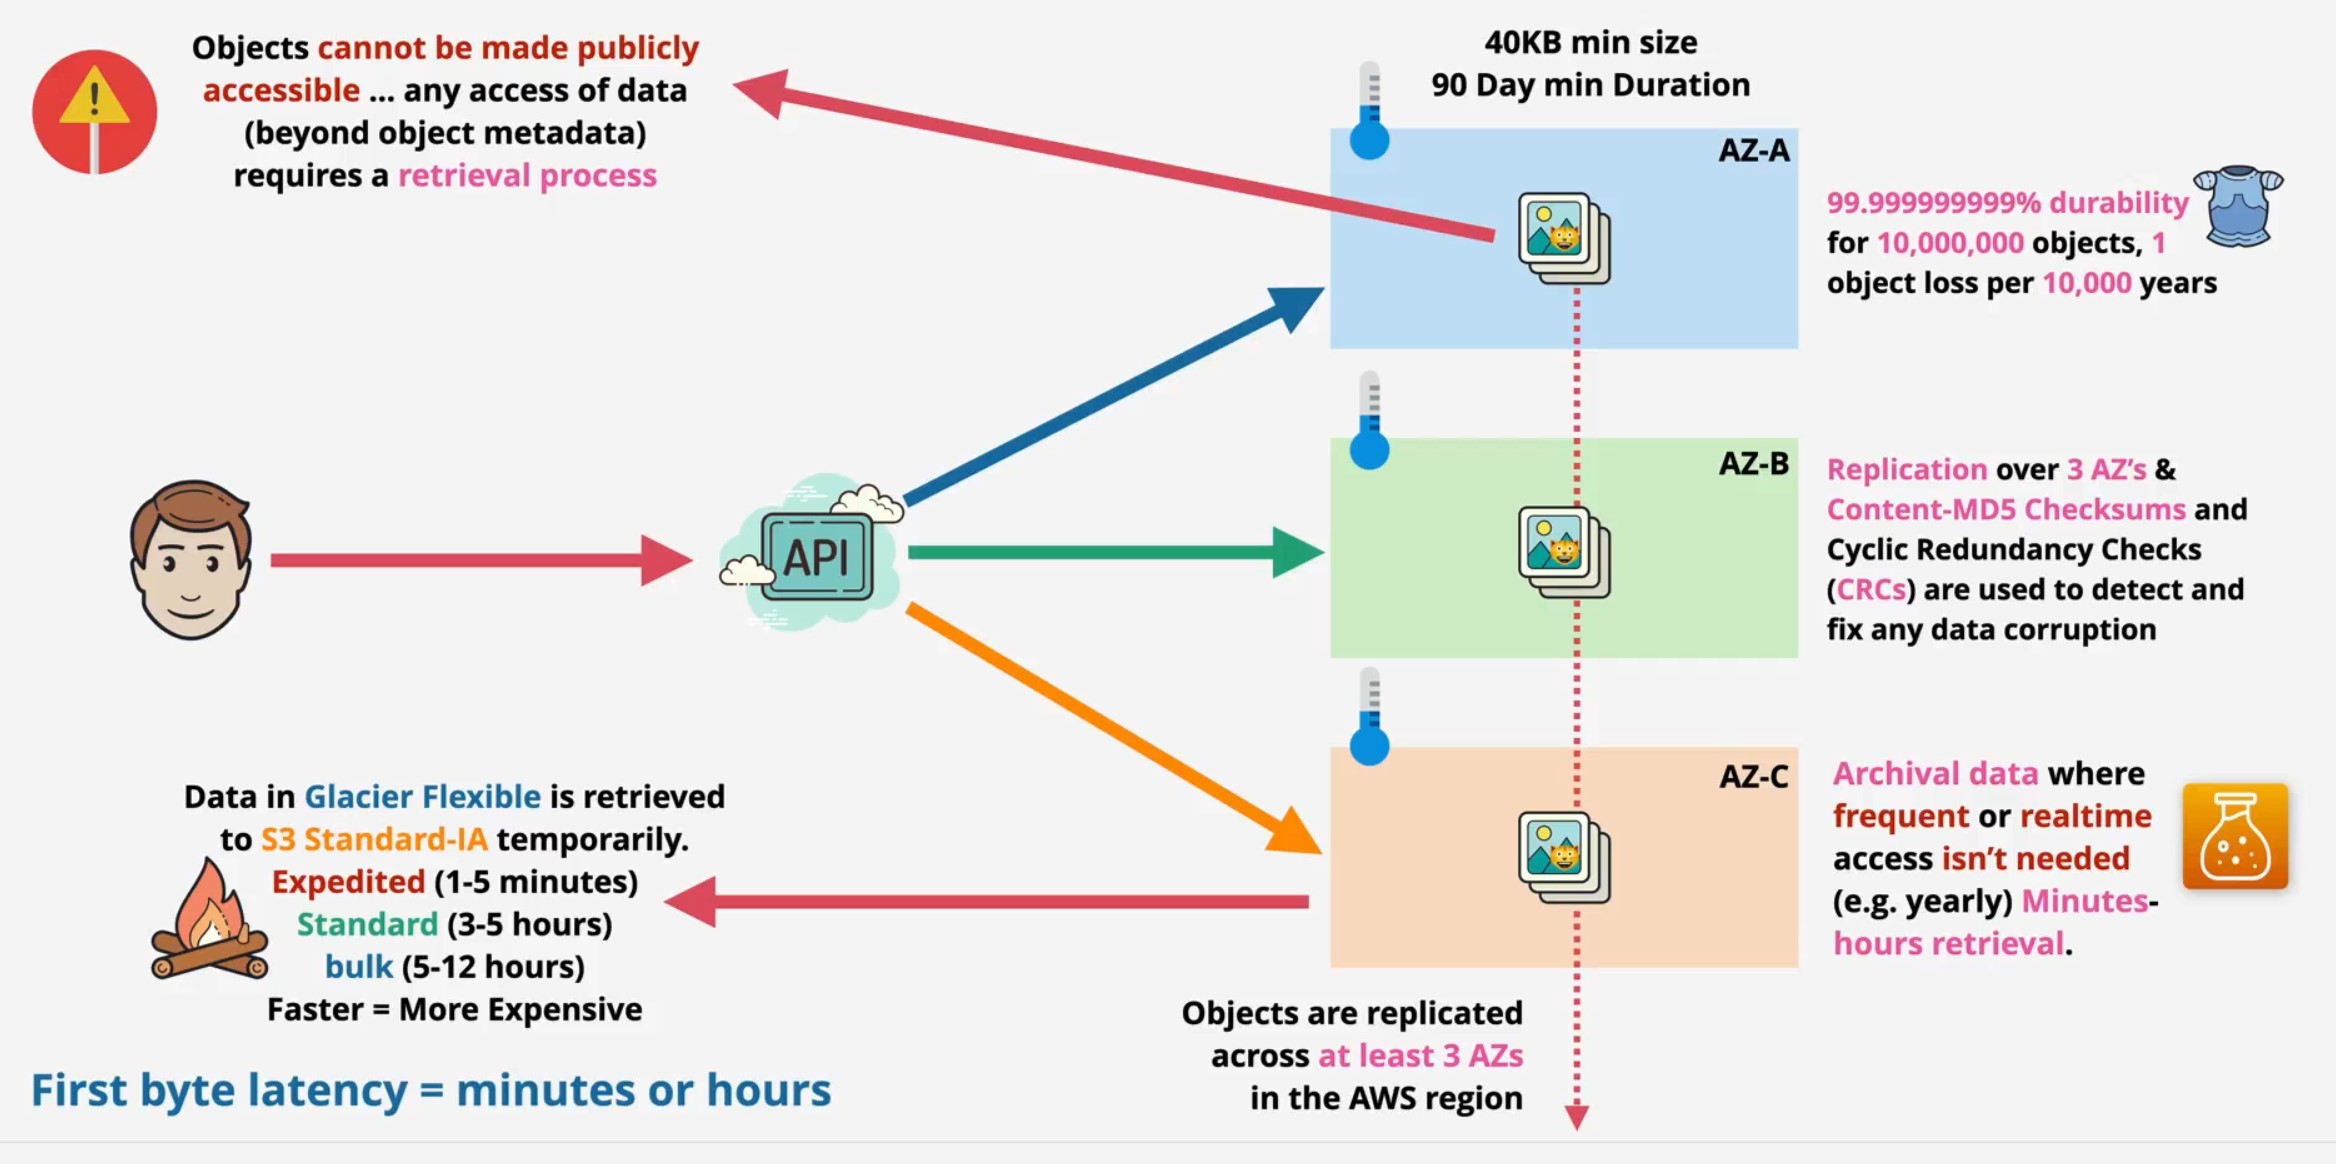 Objects cannot be made publicly
accessible ... any access of data
(beyond object metadata)
requires a retrieval process
40KB min size
90 Day min Duration
AZ-A
99.999999999% durability
for 10,000,000 objects, 1
object loss per 10,000 years
API
AZ-B
Replication over 3 AZ’s &
Content-MD5 Checksums and
Cyclic Redundancy Checks
(CRCs) are used to detect and
fix any data corruption
AZ-C
Archival data where
frequent or realtime
access isn’t needed
(e.g. yearly) Minutes-
hours retrieval.
Data in Glacier Flexible is retrieved
to S3 Standard-IA temporarily.
Expedited (1-5 minutes)
Standard (3-5 hours)
bulk (5-12 hours)
Faster = More Expensive
Objects are replicated
across at least 3 AZs
in the AWS region
First byte latency = minutes or hours